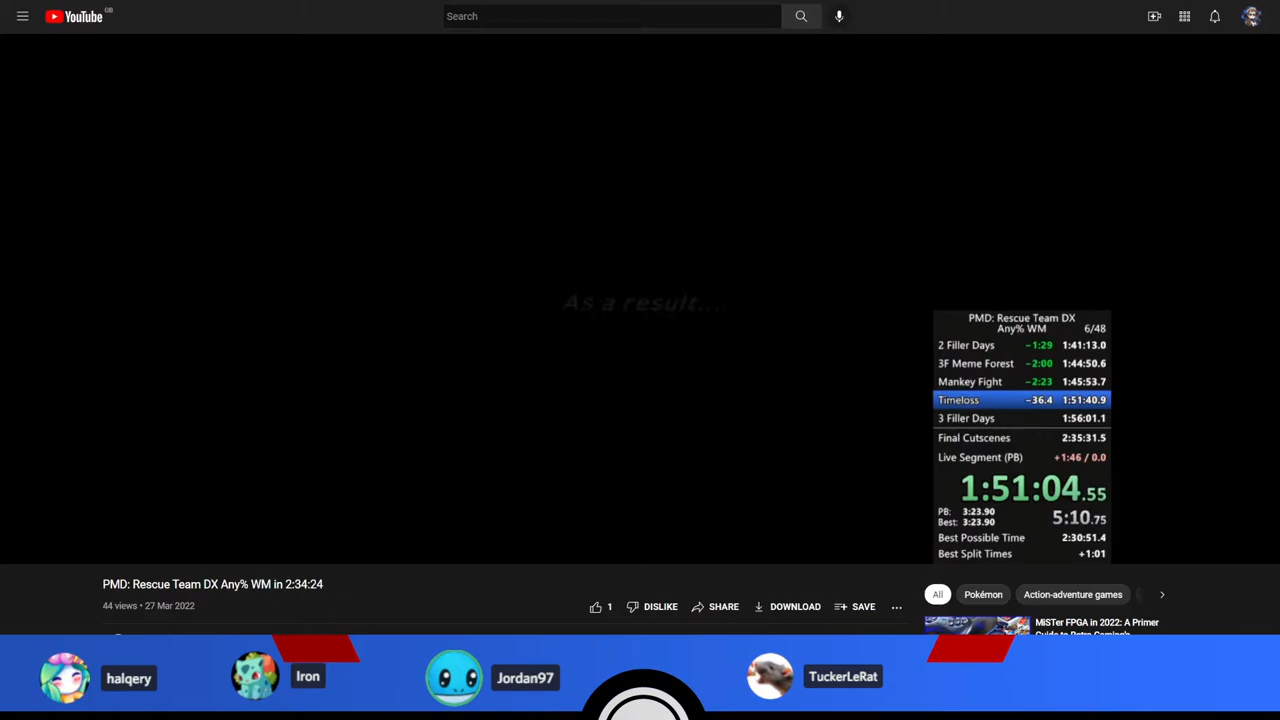 YouTube GB
Search
As a result...
PMD: Rescue Team DX
Any% WM 6/48
2 Filler Days -1:29 1:41:13.0
3F Meme Forest -2:00 1:44:50.6
Mankey Fight -2:23 1:45:53.7
Timeloss -36.4 1:51:40.9
3 Filler Days 1:56:01.1
Final Cutscenes 2:35:31.5
Live Segment (PB) +1:46 / 0.0
1:51:04.55
PB: 3:23.90
Best: 3:23.90
5:10.75
Best Possible Time 2:30:51.4
Best Split Times +1:01
PMD: Rescue Team DX Any% WM in 2:34:24
44 views • 27 Mar 2022
1 DISLIKE SHARE DOWNLOAD SAVE
All Pokémon Action-adventure games
MiSTer FPGA in 2022: A Primer
Guide to Retro Gaming's
halqery Iron Jordan97 TuckerLeRat